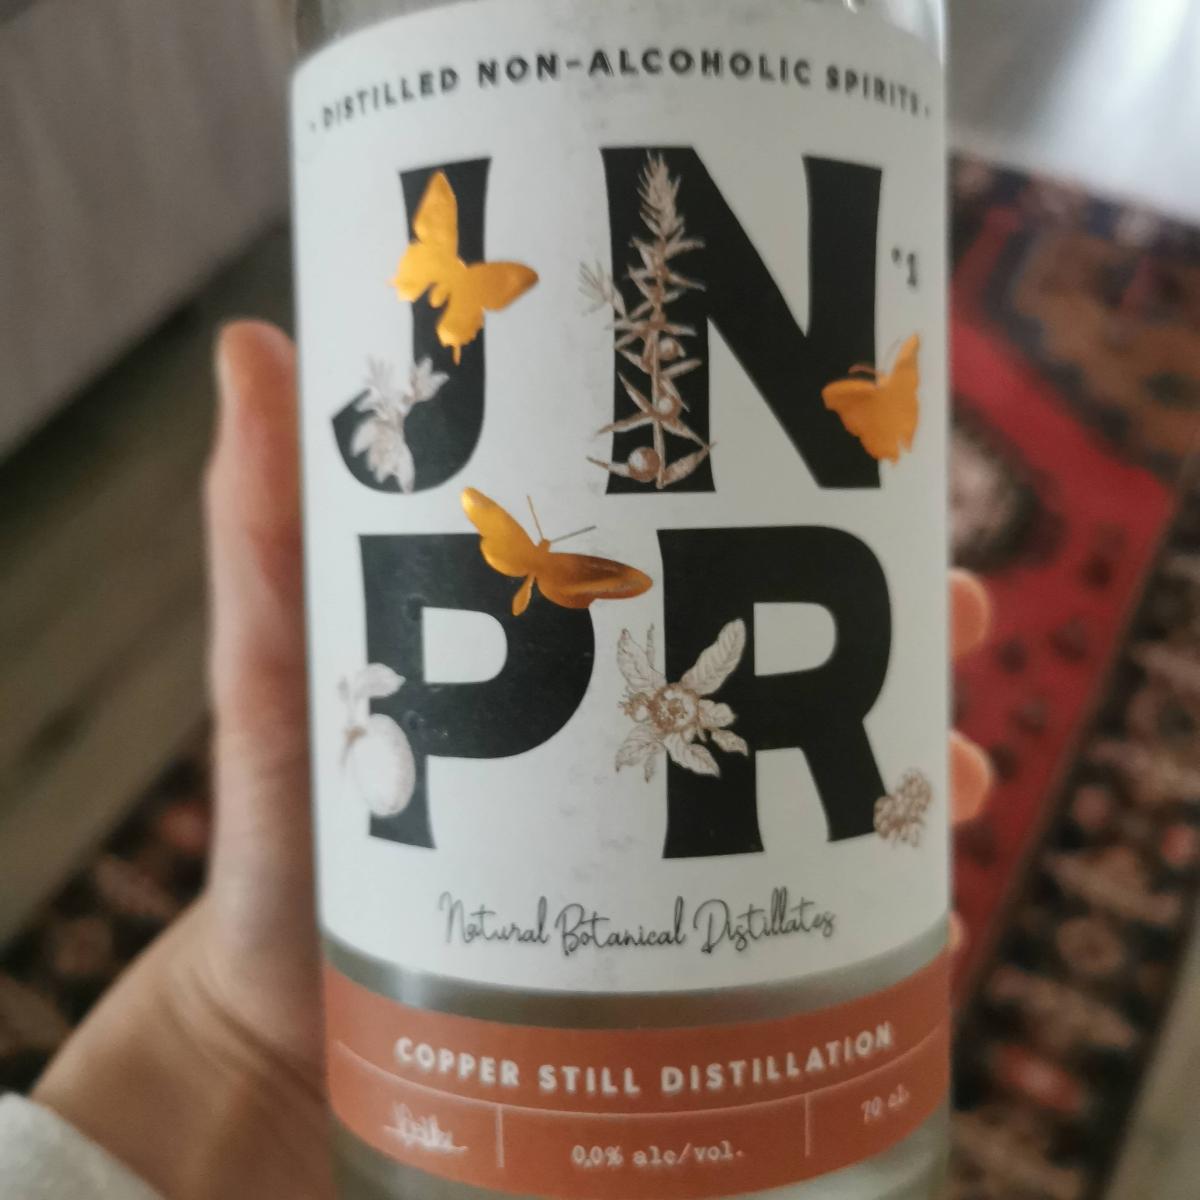 · DISTILLED NON-ALCOHOLIC SPIRITS ·
JN °1
PR
Natural Botanical Distillates
COPPER STILL DISTILLATION
0,0% alc/vol.
70 cl.